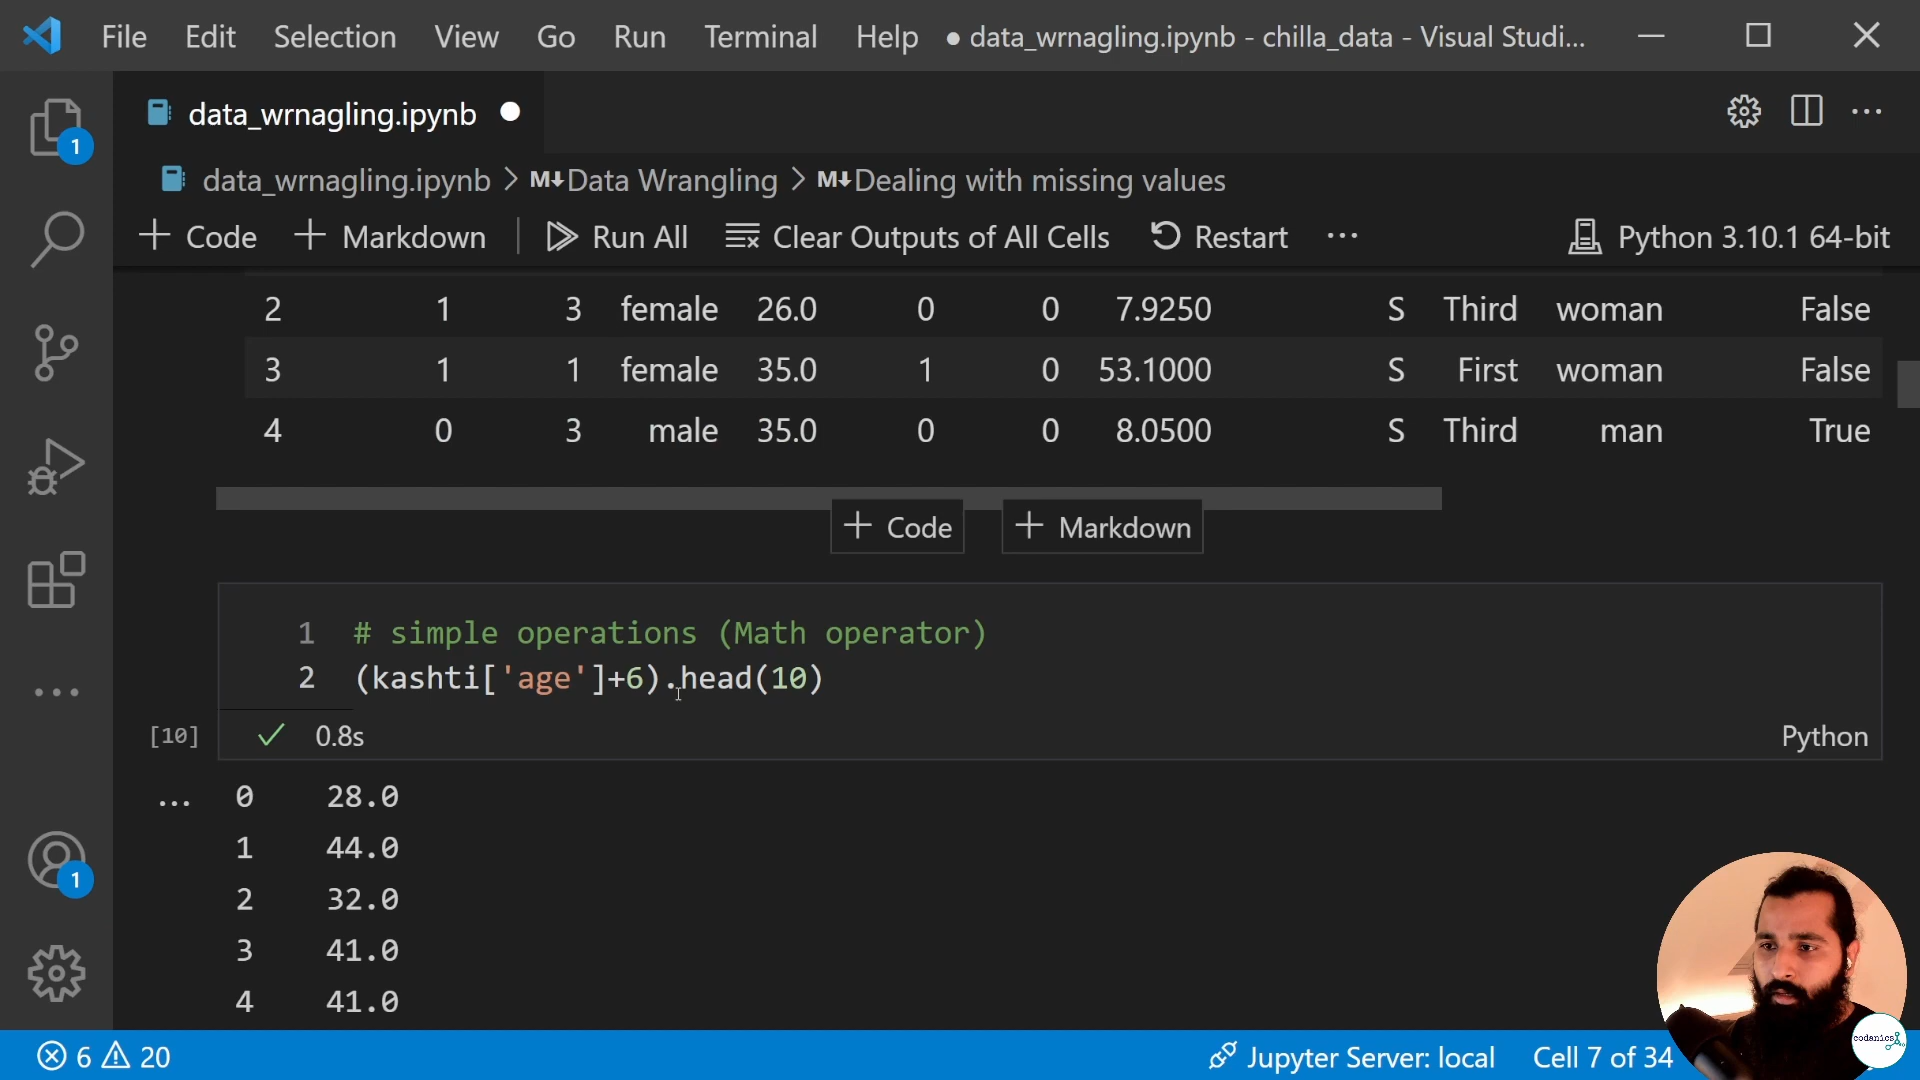 File Edit Selection View Go Run Terminal Help ● data_wrnagling.ipynb - chilla_data - Visual Studi...
data_wrnagling.ipynb
data_wrnagling.ipynb > M↓Data Wrangling > M↓Dealing with missing values
+ Code + Markdown Run All Clear Outputs of All Cells Restart ... Python 3.10.1 64-bit
2 1 3 female 26.0 0 0 7.9250 S Third woman False
3 1 1 female 35.0 1 0 53.1000 S First woman False
4 0 3 male 35.0 0 0 8.0500 S Third man True
+ Code + Markdown
1 # simple operations (Math operator)
2 (kashti['age']+6).head(10)
[10] ✓ 0.8s Python
... 0 28.0
1 44.0
2 32.0
3 41.0
4 41.0
1
1
6 20 Jupyter Server: local Cell 7 of 34
codanics